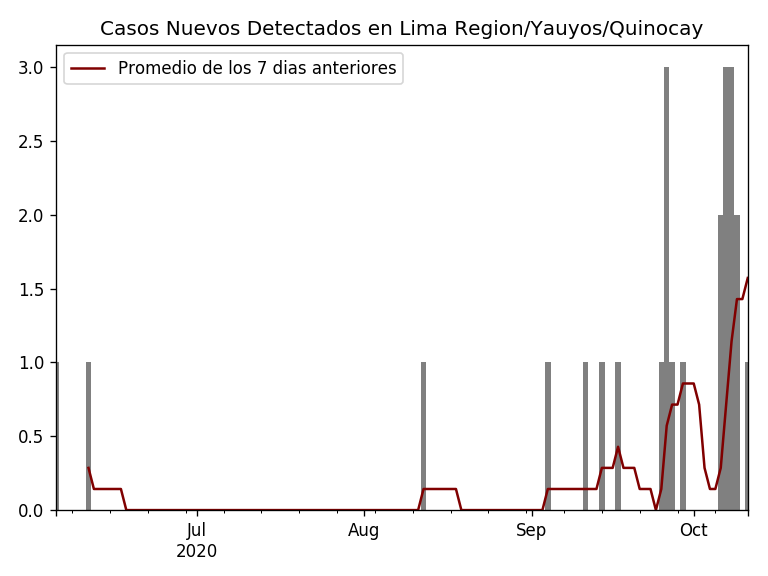 Casos Nuevos Detectados en Lima Region/Yauyos/Quinocay
Promedio de los 7 dias anteriores
3.0
2.5
2.0
1.5
1.0
0.5
0.0
Jul
2020
Aug
Sep
Oct